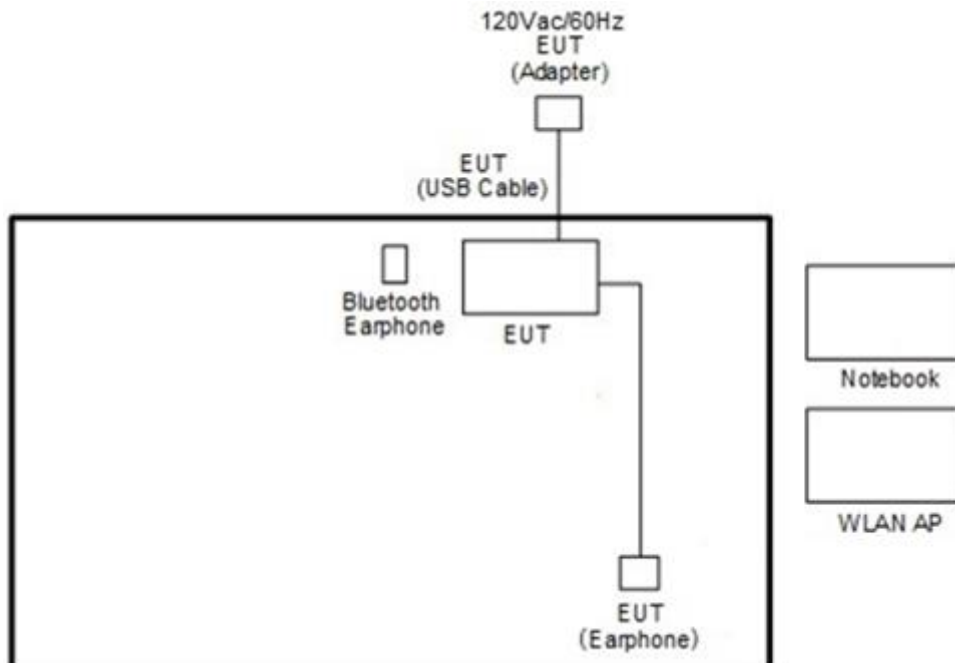 120Vac/60Hz
EUT
(Adapter)
EUT
(USB Cable)
Bluetooth
Earphone
EUT
Notebook
WLAN AP
EUT
(Earphone)